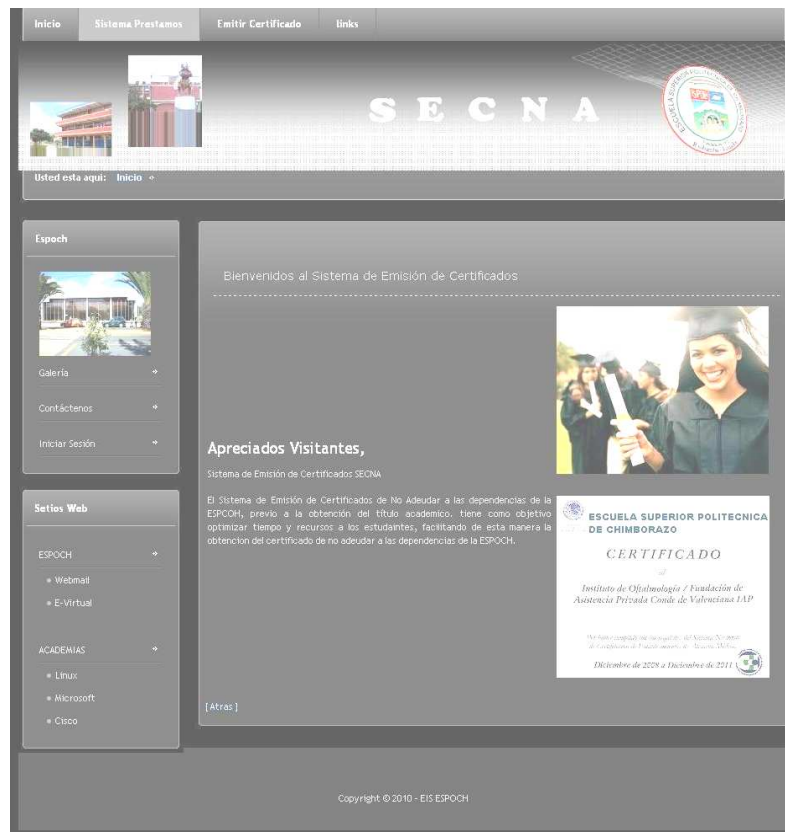 Inicio Sistema Prestamos Emitir Certificado links
SECNA
Usted esta aqui: Inicio
Espoch
Galería
Contáctenos
Iniciar Sesión
Setios Web
ESPOCH
Webmail
E-Virtual
ACADEMIAS
Linux
Microsoft
Cisco
Bienvenidos al Sistema de Emisión de Certificados
Apreciados Visitantes,
Sistema de Emisión de Certificados SECNA
El Sistema de Emisión de Certificados de No Adeudar a las dependencias de la
ESPCOH, previo a la obtención del título academico. tiene como objetivo
optimizar tiempo y recursos a los estudaintes, facilitando de esta manera la
obtencion del certificado de no adeudar a las dependencias de la ESPOCH.
ESCUELA SUPERIOR POLITECNICA
DE CHIMBORAZO
CERTIFICADO
al
Instituto de Oftalmología / Fundación de
Asistencia Privada Conde de Valenciana IAP
Diciembre de 2008 a Diciembre de 2011
[ Atras ]
Copyright © 2010 - EIS ESPOCH